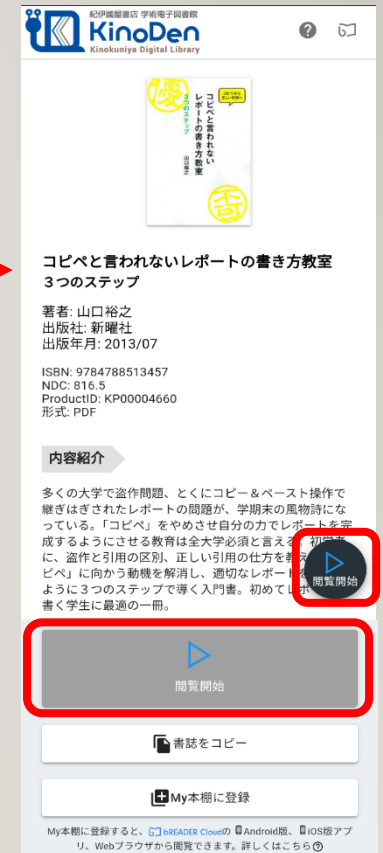 紀伊國屋書店 学術電子図書館
KinoDen
Kinokuniya Digital Library
優
3つのステップ
コピペと言われない
レポートの書き方教室
山口裕之
否
コピペと言われないレポートの書き方教室
３つのステップ
著者: 山口裕之
出版社: 新曜社
出版年月: 2013/07
ISBN: 9784788513457
NDC: 816.5
ProductID: KP00004660
形式: PDF
内容紹介
多くの大学で盗作問題、とくにコピー＆ペースト操作で
継ぎはぎされたレポートの問題が、学期末の風物詩にな
っている。「コピペ」をやめさせ自分の力でレポートを完
成するようにさせる教育は全大学必須と言える。初学者
に、盗作と引用の区別、正しい引用の仕方を教え
ピペ」に向かう動機を解消し、適切なレポートを
ように３つのステップで導く入門書。初めてレポ
書く学生に最適の一冊。
閲覧開始
閲覧開始
書誌をコピー
My本棚に登録
My本棚に登録すると、bREADER Cloudの Android版、iOS版アプ
リ、Webブラウザから閲覧できます。詳しくはこちら